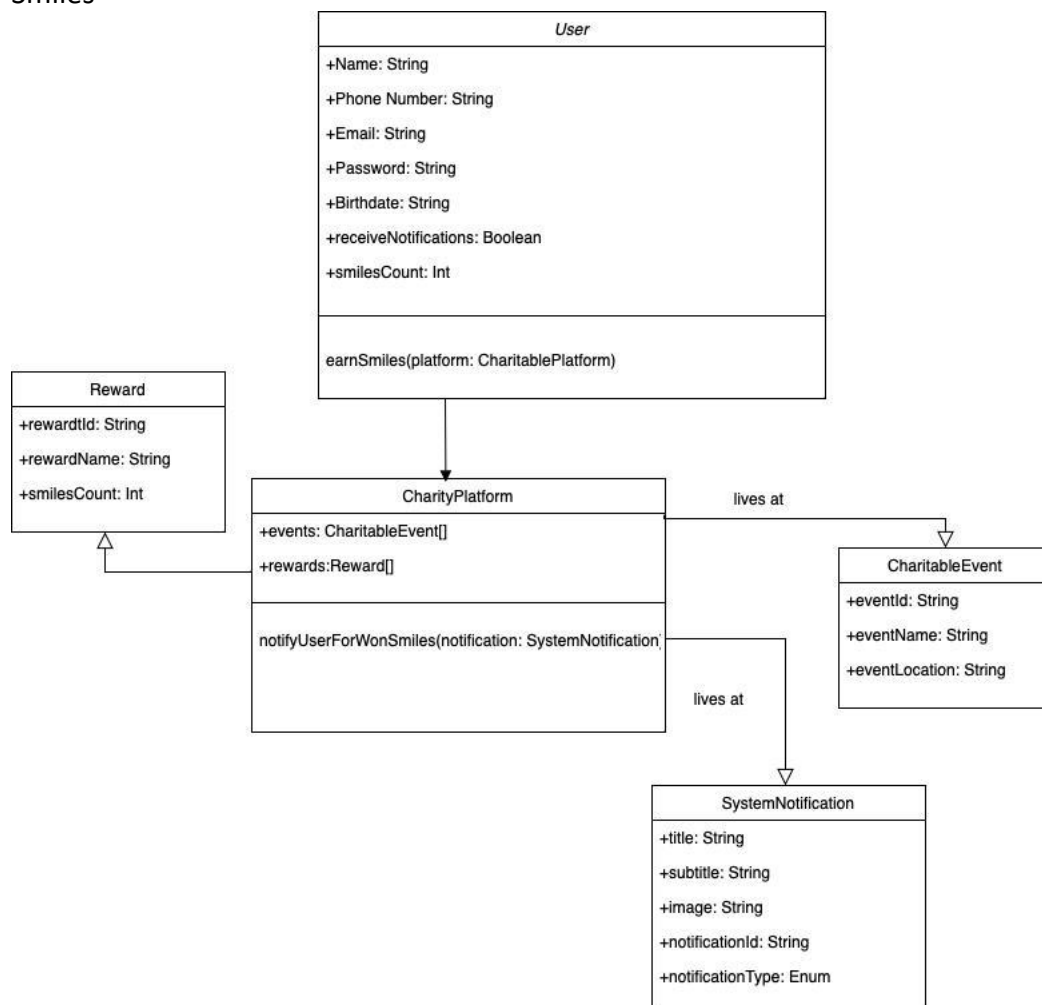 Smiles
User
+Name: String
+Phone Number: String
+Email: String
+Password: String
+Birthdate: String
+receiveNotifications: Boolean
+smilesCount: Int
earnSmiles(platform: CharitablePlatform)
Reward
+rewardtId: String
+rewardName: String
+smilesCount: Int
CharityPlatform
+events: CharitableEvent[]
+rewards:Reward[]
notifyUserForWonSmiles(notification: SystemNotification)
lives at
CharitableEvent
+eventId: String
+eventName: String
+eventLocation: String
lives at
SystemNotification
+title: String
+subtitle: String
+image: String
+notificationId: String
+notificationType: Enum